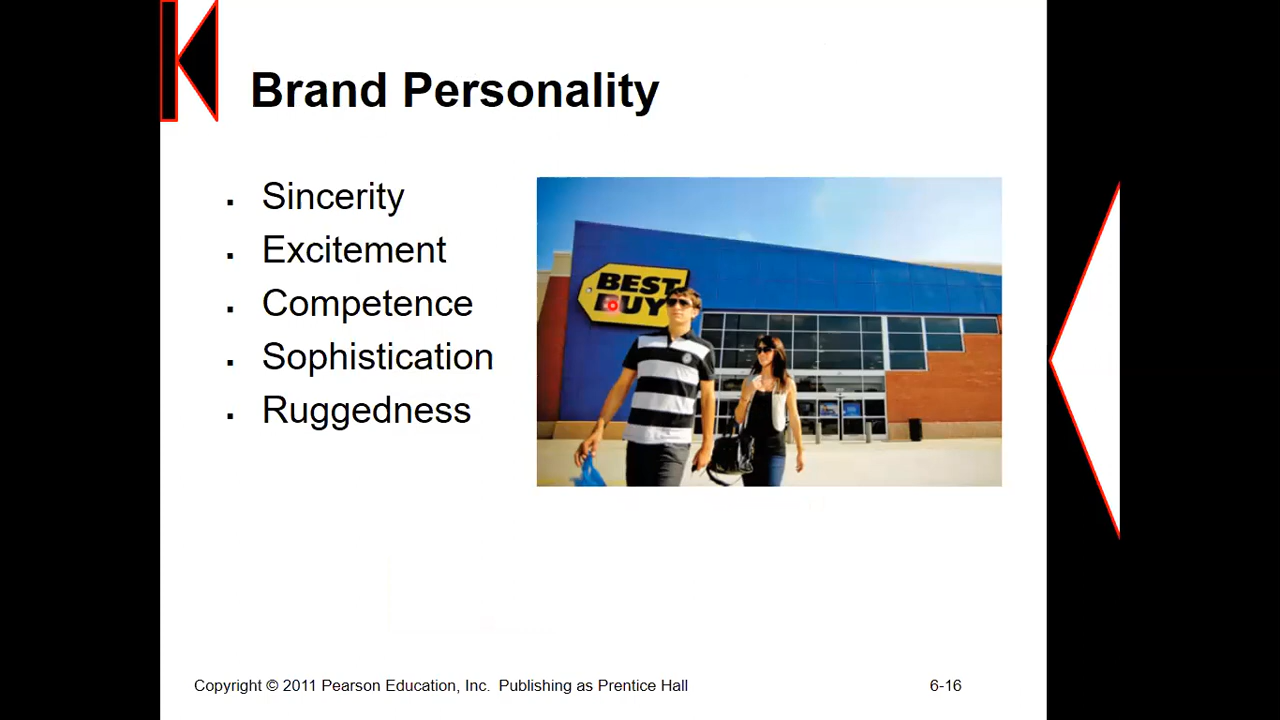 Brand Personality
Sincerity
Excitement
Competence
Sophistication
Ruggedness
BEST
BUY
Copyright © 2011 Pearson Education, Inc. Publishing as Prentice Hall
6-16